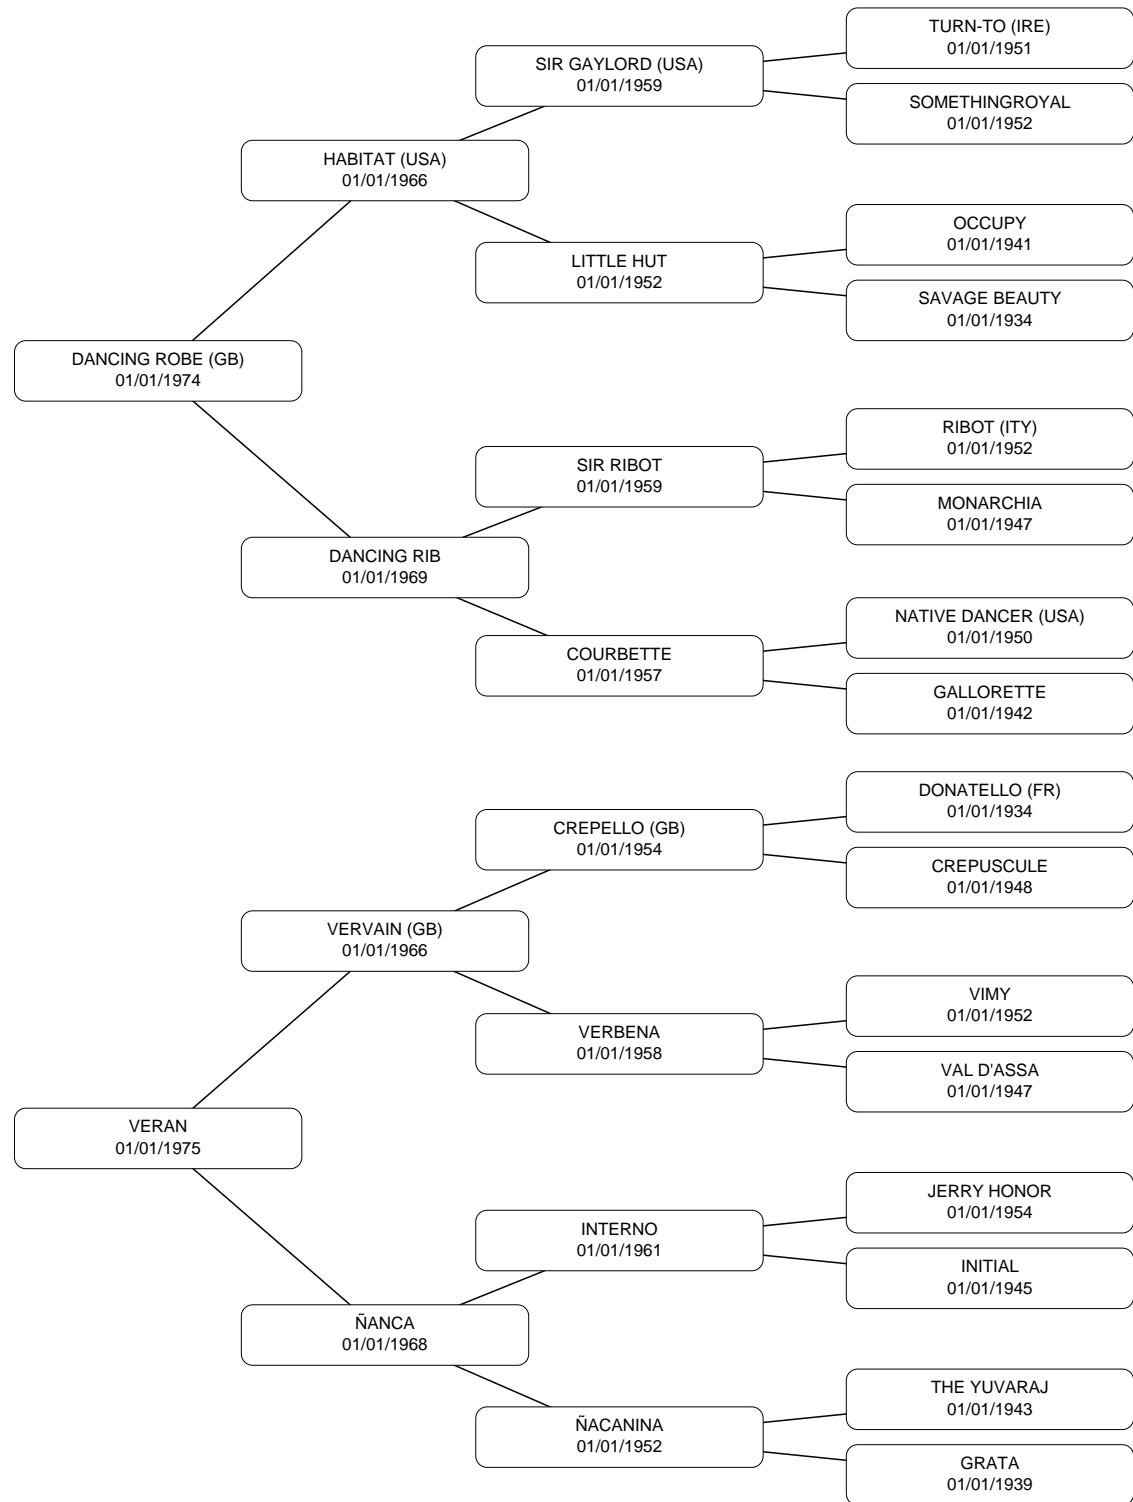 TURN-TO (IRE)
01/01/1951
SIR GAYLORD (USA)
01/01/1959
SOMETHINGROYAL
01/01/1952
HABITAT (USA)
01/01/1966
OCCUPY
01/01/1941
LITTLE HUT
01/01/1952
SAVAGE BEAUTY
01/01/1934
DANCING ROBE (GB)
01/01/1974
RIBOT (ITY)
01/01/1952
SIR RIBOT
01/01/1959
MONARCHIA
01/01/1947
DANCING RIB
01/01/1969
NATIVE DANCER (USA)
01/01/1950
COURBETTE
01/01/1957
GALLORETTE
01/01/1942
DONATELLO (FR)
01/01/1934
CREPELLO (GB)
01/01/1954
CREPUSCULE
01/01/1948
VERVAIN (GB)
01/01/1966
VIMY
01/01/1952
VERBENA
01/01/1958
VAL D'ASSA
01/01/1947
VERAN
01/01/1975
JERRY HONOR
01/01/1954
INTERNO
01/01/1961
INITIAL
01/01/1945
ÑANCA
01/01/1968
THE YUVARAJ
01/01/1943
ÑACANINA
01/01/1952
GRATA
01/01/1939